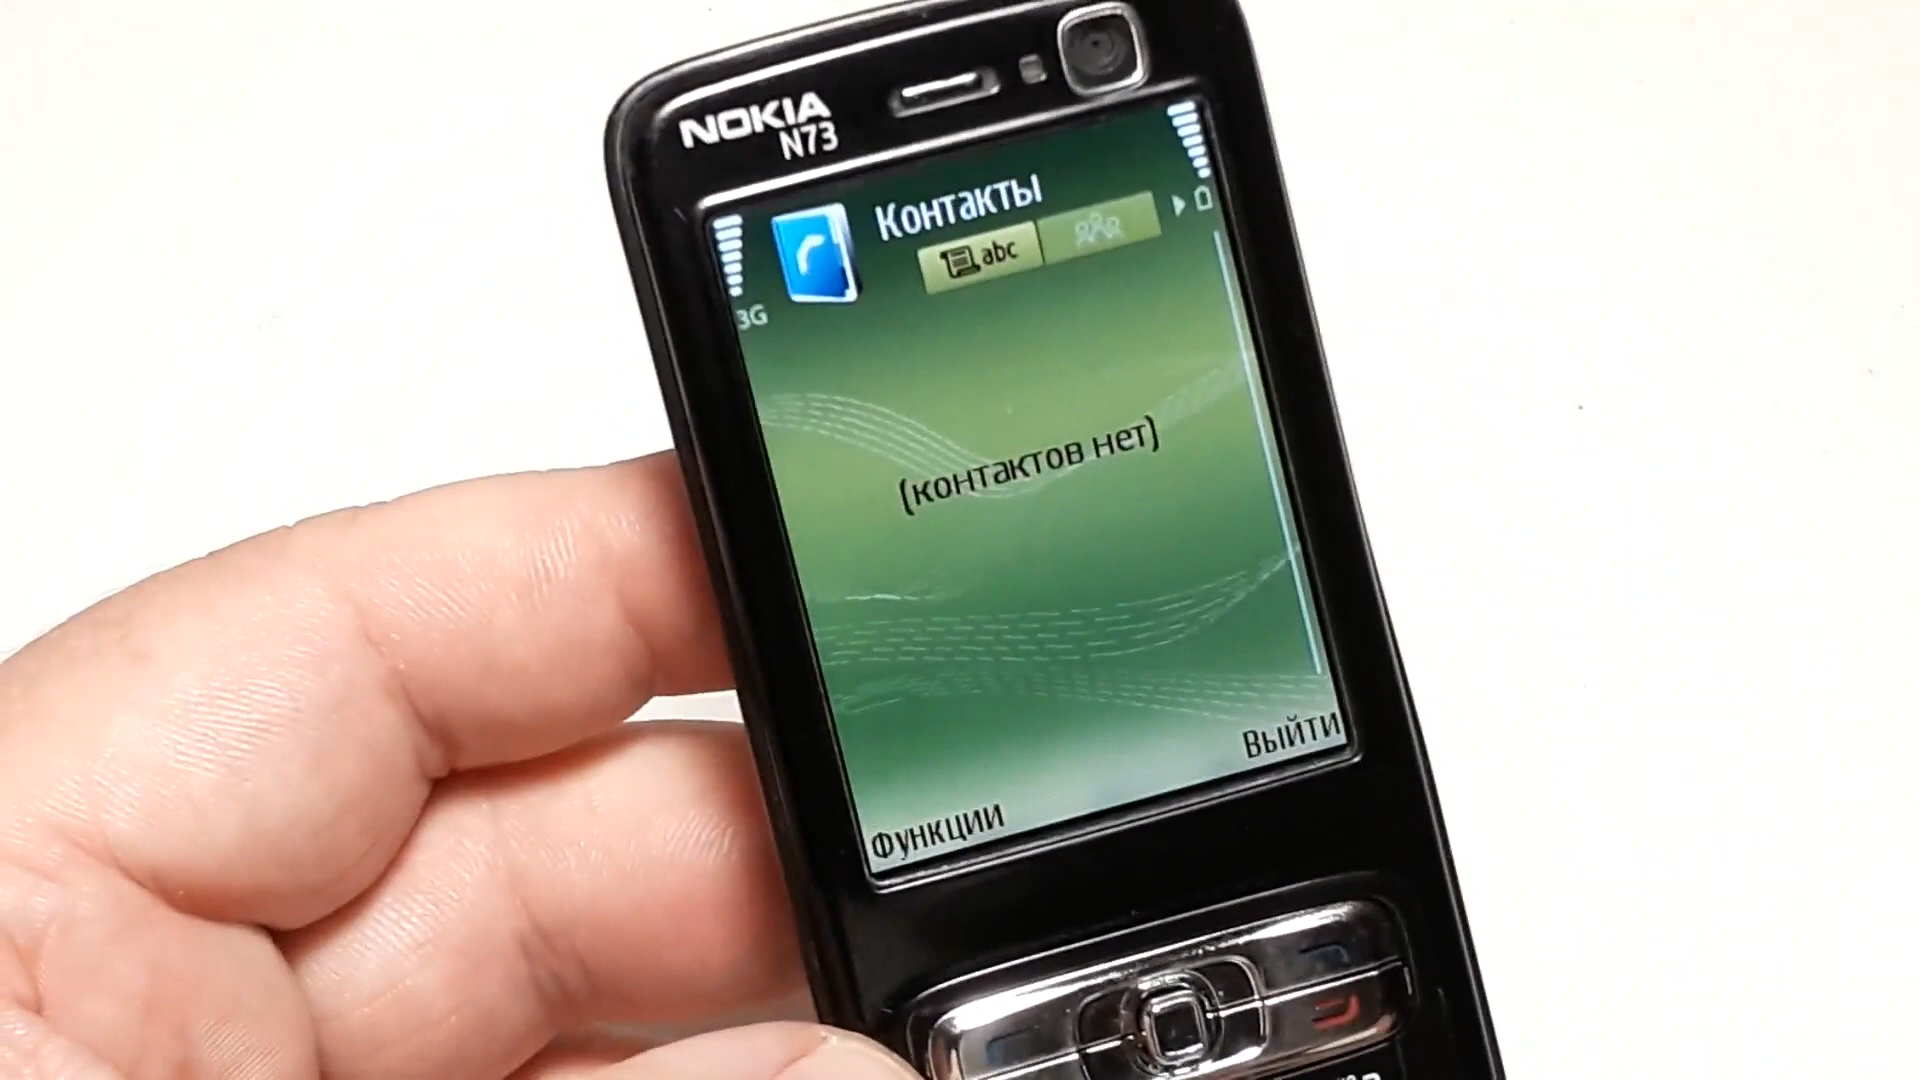 NOKIA
N73
Контакты
abc
3G
(контактов нет)
Выйти
Функции